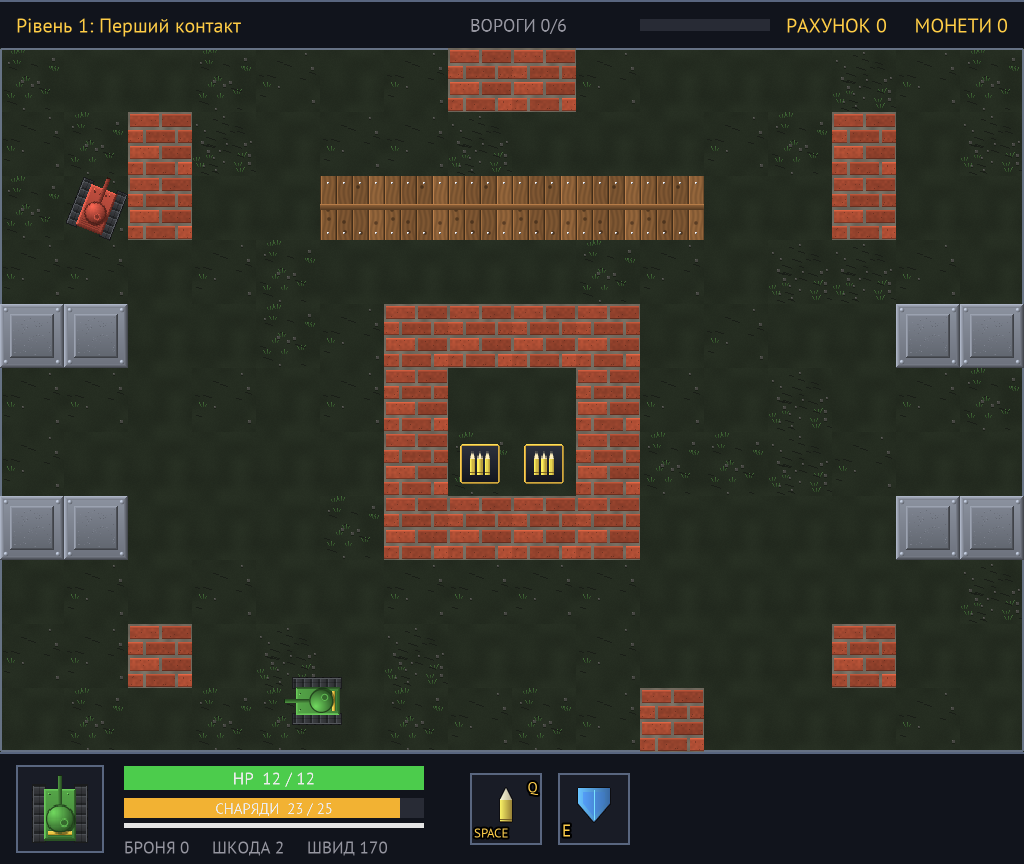 Рівень 1: Перший контакт
ВОРОГИ 0/6
РАХУНОК 0
МОНЕТИ 0
HP 12 / 12
СНАРЯДИ 23 / 25
БРОНЯ 0
ШКОДА 2
ШВИД 170
Q
SPACE
E